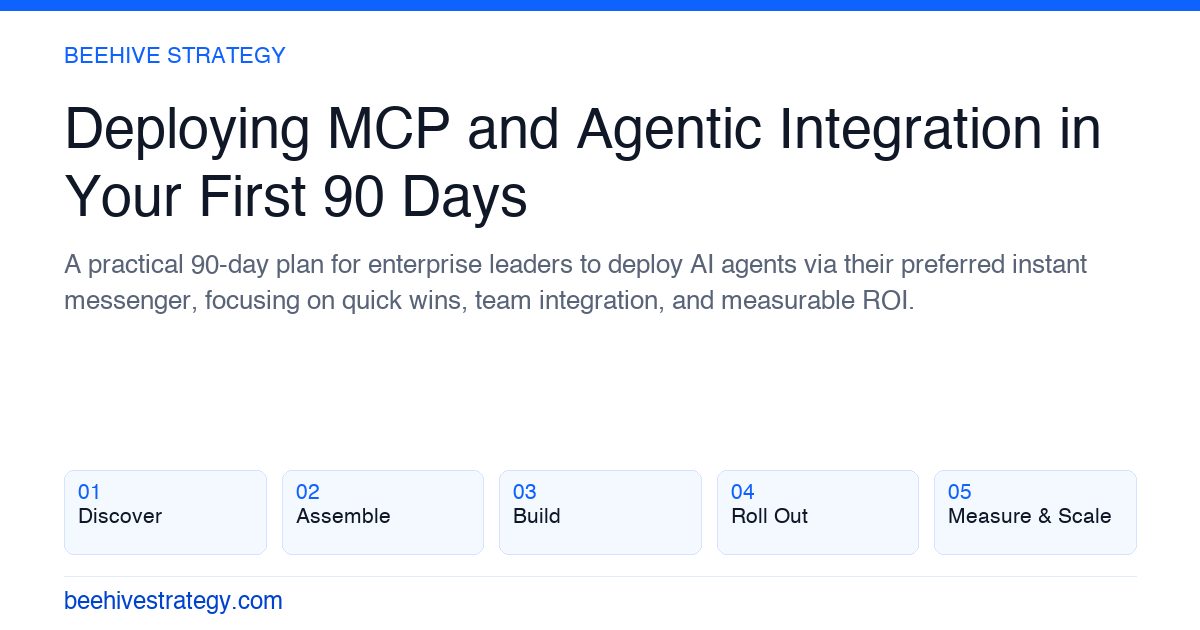 BEEHIVE STRATEGY
Deploying MCP and Agentic Integration in
Your First 90 Days
A practical 90-day plan for enterprise leaders to deploy AI agents via their preferred instant
messenger, focusing on quick wins, team integration, and measurable ROI.
01
Discover
02
Assemble
03
Build
04
Roll Out
05
Measure & Scale
beehivestrategy.com